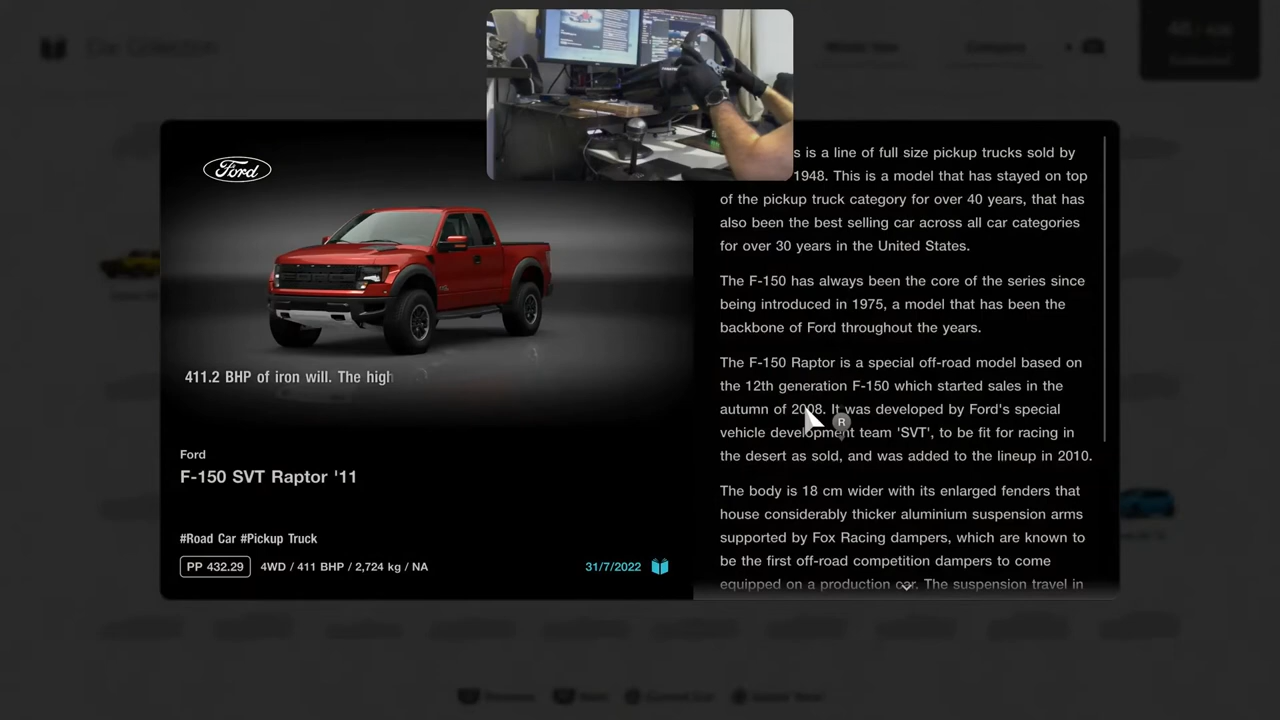 Car Collection
Ford
411.2 BHP of iron will. The high
Ford
F-150 SVT Raptor '11
#Road Car #Pickup Truck
PP 432.29 4WD / 411 BHP / 2,724 kg / NA 31/7/2022
s is a line of full size pickup trucks sold by
1948. This is a model that has stayed on top
of the pickup truck category for over 40 years, that has
also been the best selling car across all car categories
for over 30 years in the United States.
The F-150 has always been the core of the series since
being introduced in 1975, a model that has been the
backbone of Ford throughout the years.
The F-150 Raptor is a special off-road model based on
the 12th generation F-150 which started sales in the
autumn of 2008. It was developed by Ford's special
vehicle development team 'SVT', to be fit for racing in
the desert as sold, and was added to the lineup in 2010.
The body is 18 cm wider with its enlarged fenders that
house considerably thicker aluminium suspension arms
supported by Fox Racing dampers, which are known to
be the first off-road competition dampers to come
equipped on a production car. The suspension travel in
R